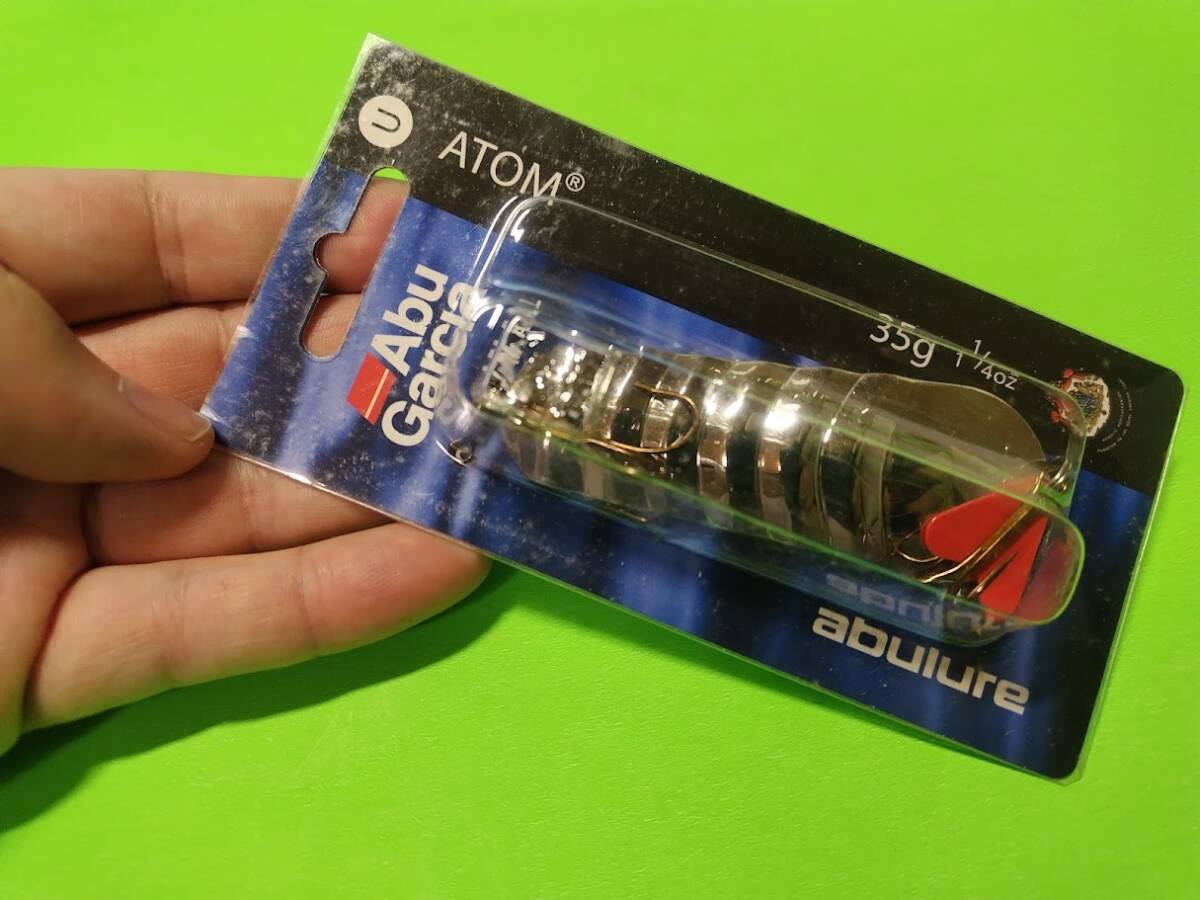 U
ATOM®
Abu
Garcia
35g 1 1/4oz
abulure